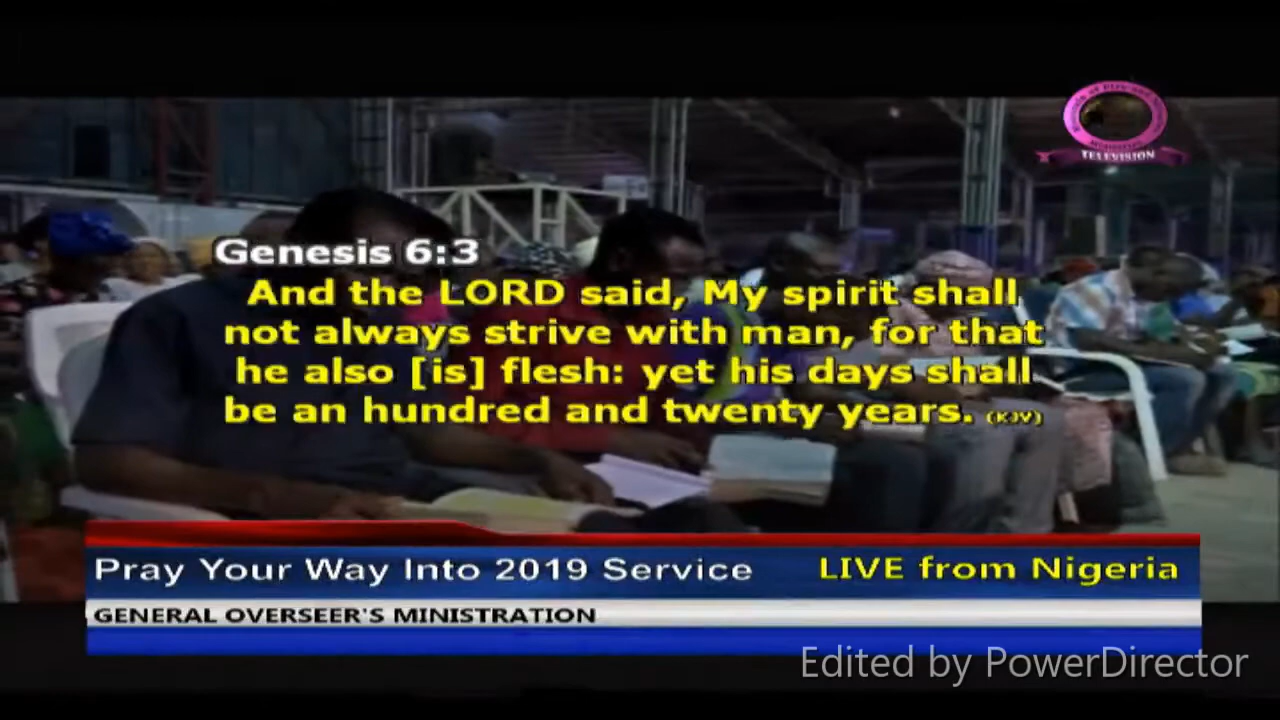 TELEVISION
Genesis 6:3
And the LORD said, My spirit shall
not always strive with man, for that
he also [is] flesh: yet his days shall
be an hundred and twenty years. (KJV)
Pray Your Way Into 2019 Service
LIVE from Nigeria
GENERAL OVERSEER'S MINISTRATION
Edited by PowerDirector